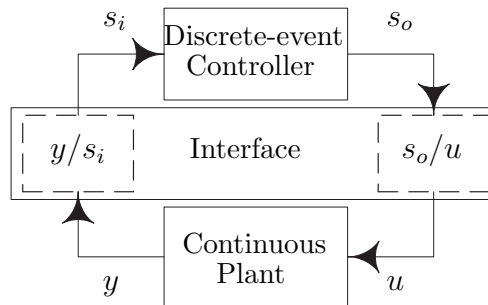 s_i
Discrete-event
Controller
s_o
y/s_i
Interface
s_o/u
y
Continuous
Plant
u